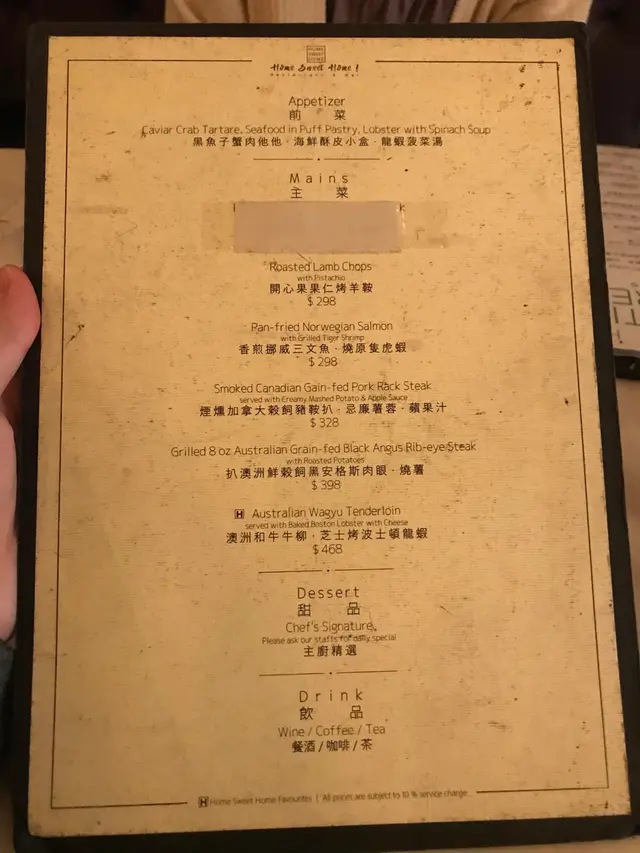 HOME SWEET HOME
Home Sweet Home !
Restaurant & Bar
Appetizer
前 菜
Caviar Crab Tartare, Seafood in Puff Pastry, Lobster with Spinach Soup
黑魚子蟹肉他他 · 海鮮酥皮小盒 · 龍蝦菠菜湯
Mains
主 菜
Roasted Lamb Chops
with Pistachio
開心果果仁烤羊鞍
$ 298
Pan-fried Norwegian Salmon
with Grilled Tiger Shrimp
香煎挪威三文魚 · 燒原隻虎蝦
$ 298
Smoked Canadian Gain-fed Pork Rack Steak
served with Creamy Mashed Potato & Apple Sauce
煙燻加拿大穀飼豬鞍扒 · 忌廉薯蓉 · 蘋果汁
$ 328
Grilled 8 oz Australian Grain-fed Black Angus Rib-eye Steak
with Roasted Potatoes
扒澳洲鮮穀飼黑安格斯肉眼 · 燒薯
$ 398
H Australian Wagyu Tenderloin
served with Baked Boston Lobster with Cheese
澳洲和牛牛柳 · 芝士烤波士頓龍蝦
$ 468
Dessert
甜 品
Chef's Signature
Please ask our staffs for daily special
主廚精選
Drink
飲 品
Wine / Coffee / Tea
餐酒 / 咖啡 / 茶
H Home Sweet Home Favourites | All prices are subject to 10 % service charge